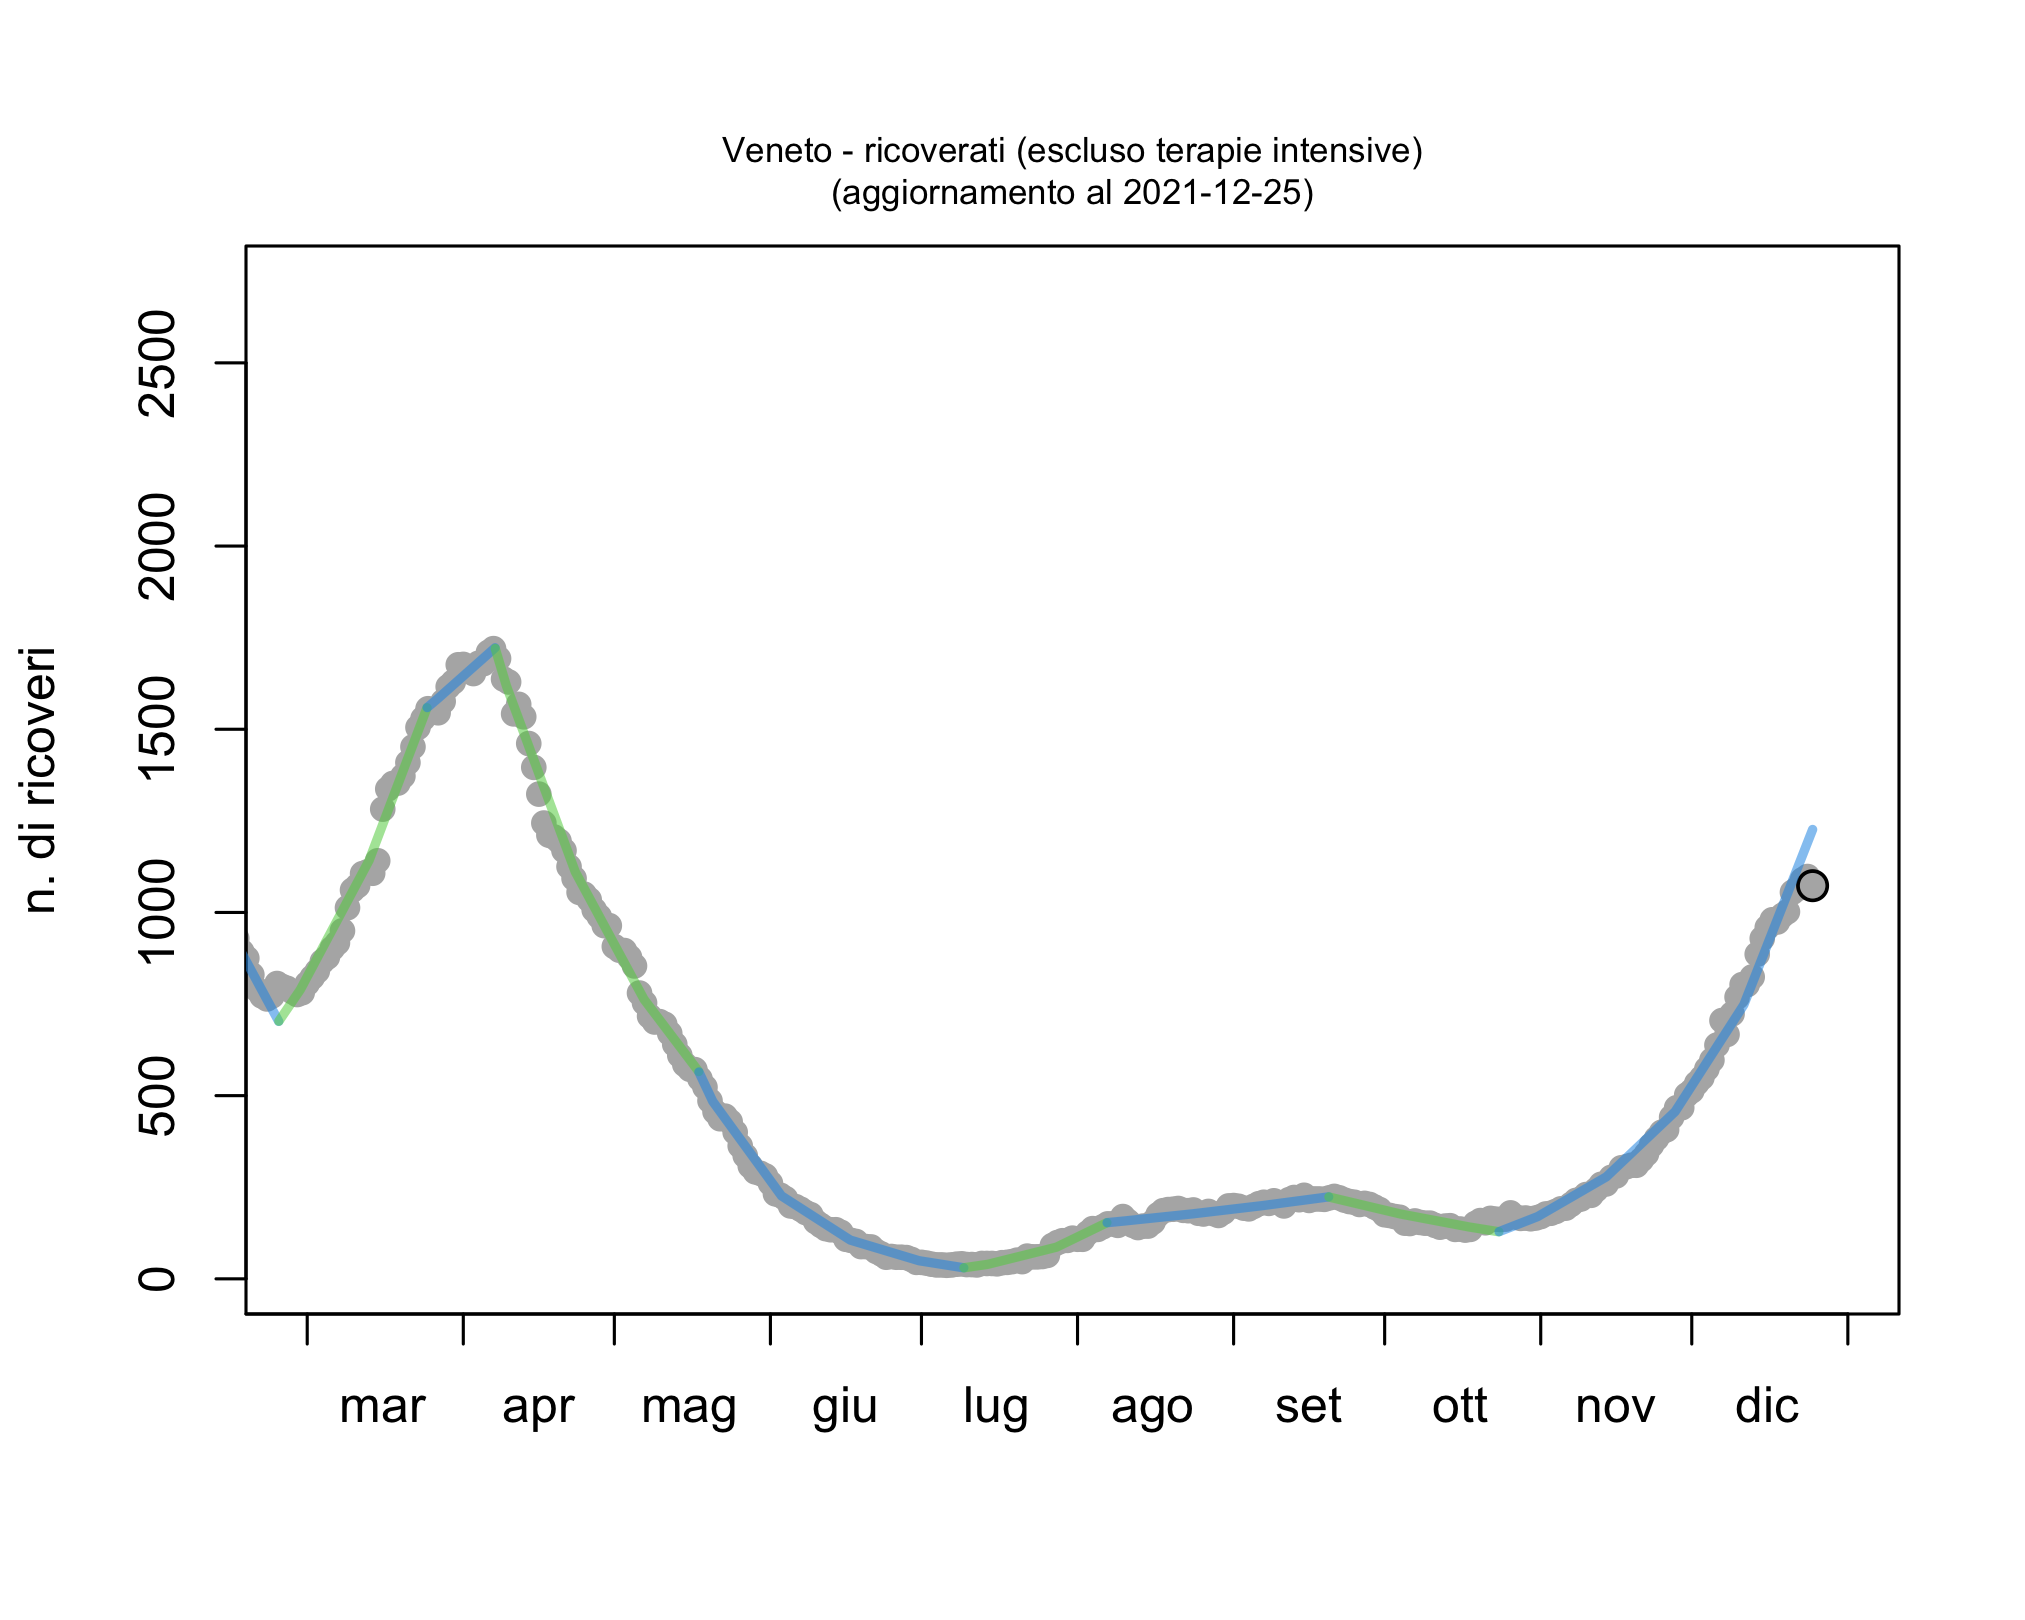 Veneto - ricoverati (escluso terapie intensive)
(aggiornamento al 2021-12-25)
n. di ricoveri
2500
2000
1500
1000
500
0
mar apr mag giu lug ago set ott nov dic